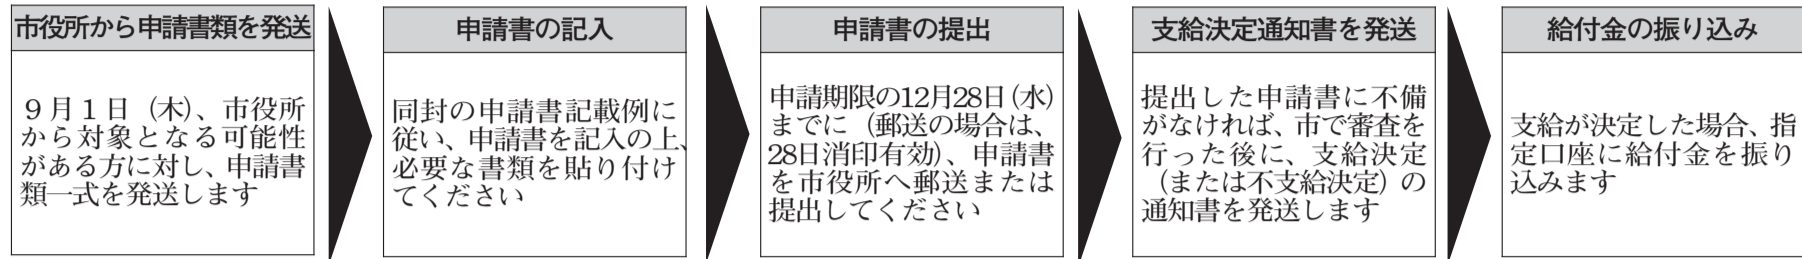 市役所から申請書類を発送
９月１日（木）、市役所
から対象となる可能性
がある方に対し、申請書
類一式を発送します
申請書の記入
同封の申請書記載例に
従い、申請書を記入の上、
必要な書類を貼り付け
てください
申請書の提出
申請期限の12月28日（水）
までに（郵送の場合は、
28日消印有効）、申請書
を市役所へ郵送または
提出してください
支給決定通知書を発送
提出した申請書に不備
がなければ、市で審査を
行った後に、支給決定
（または不支給決定）の
通知書を発送します
給付金の振り込み
支給が決定した場合、指
定口座に給付金を振り
込みます